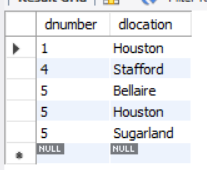 dnumber dlocation
1 Houston
4 Stafford
5 Bellaire
5 Houston
5 Sugarland
NULL NULL